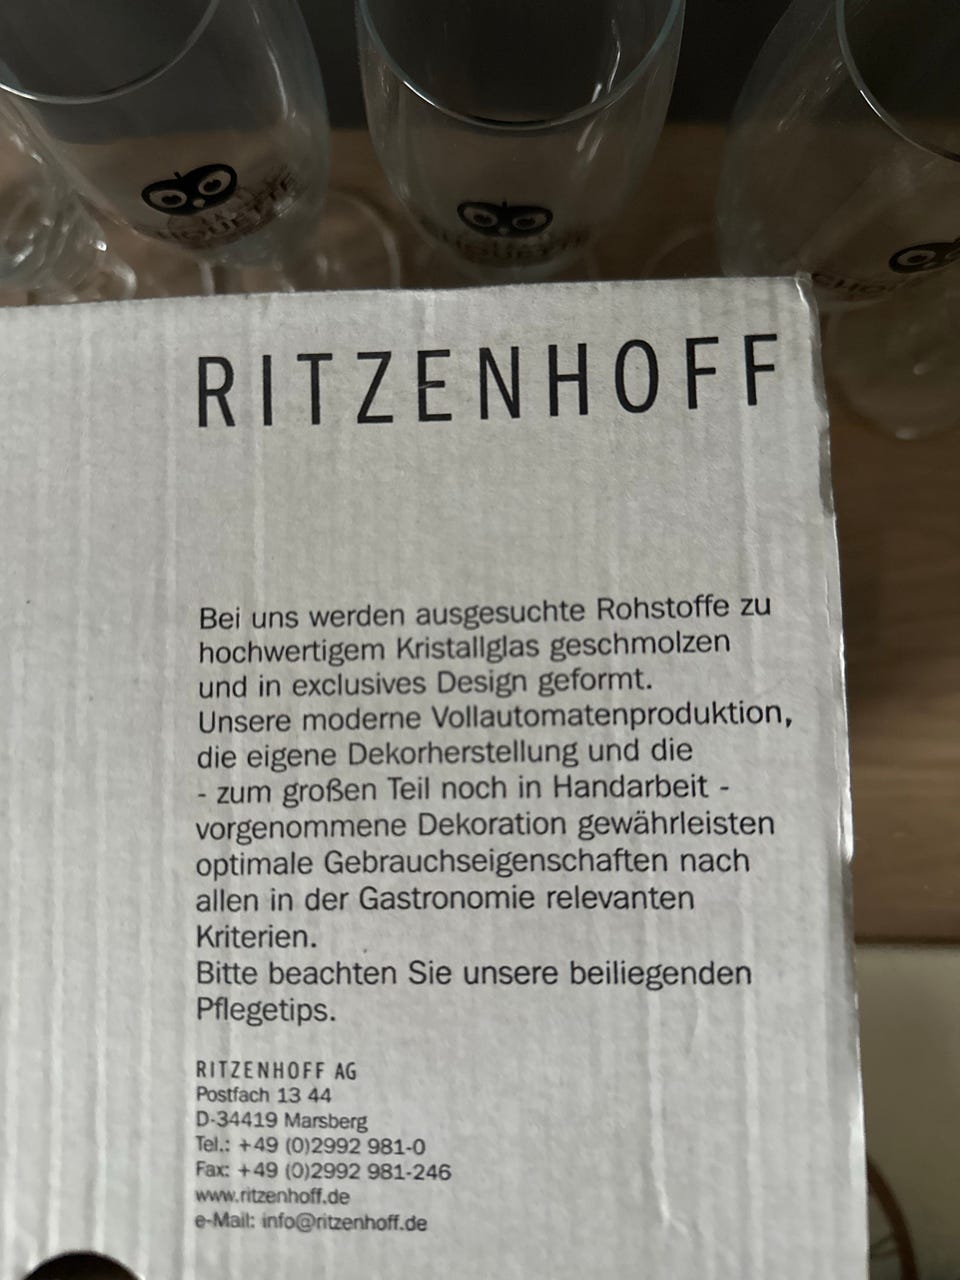 CHOUETTE
RITZENHOFF
Bei uns werden ausgesuchte Rohstoffe zu
hochwertigem Kristallglas geschmolzen
und in exclusives Design geformt.
Unsere moderne Vollautomatenproduktion,
die eigene Dekorherstellung und die
- zum großen Teil noch in Handarbeit -
vorgenommene Dekoration gewährleisten
optimale Gebrauchseigenschaften nach
allen in der Gastronomie relevanten
Kriterien.
Bitte beachten Sie unsere beiliegenden
Pflegetips.
RITZENHOFF AG
Postfach 13 44
D-34419 Marsberg
Tel.: +49 (0)2992 981-0
Fax: +49 (0)2992 981-246
www.ritzenhoff.de
e-Mail: info@ritzenhoff.de